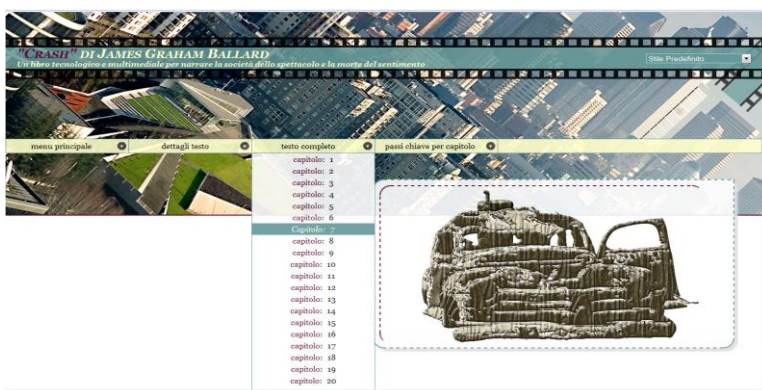 "Crash" di James Graham Ballard
Un libro tecnologico e multimediale per narrare la società dello spettacolo e la morte del sentimento
Stile Predefinito
menu principale
dettagli testo
testo completo
passi chiave per capitolo
capitolo: 1
capitolo: 2
capitolo: 3
capitolo: 4
capitolo: 5
capitolo: 6
Capitolo: 7
capitolo: 8
capitolo: 9
capitolo: 10
capitolo: 11
capitolo: 12
capitolo: 13
capitolo: 14
capitolo: 15
capitolo: 16
capitolo: 17
capitolo: 18
capitolo: 19
capitolo: 20